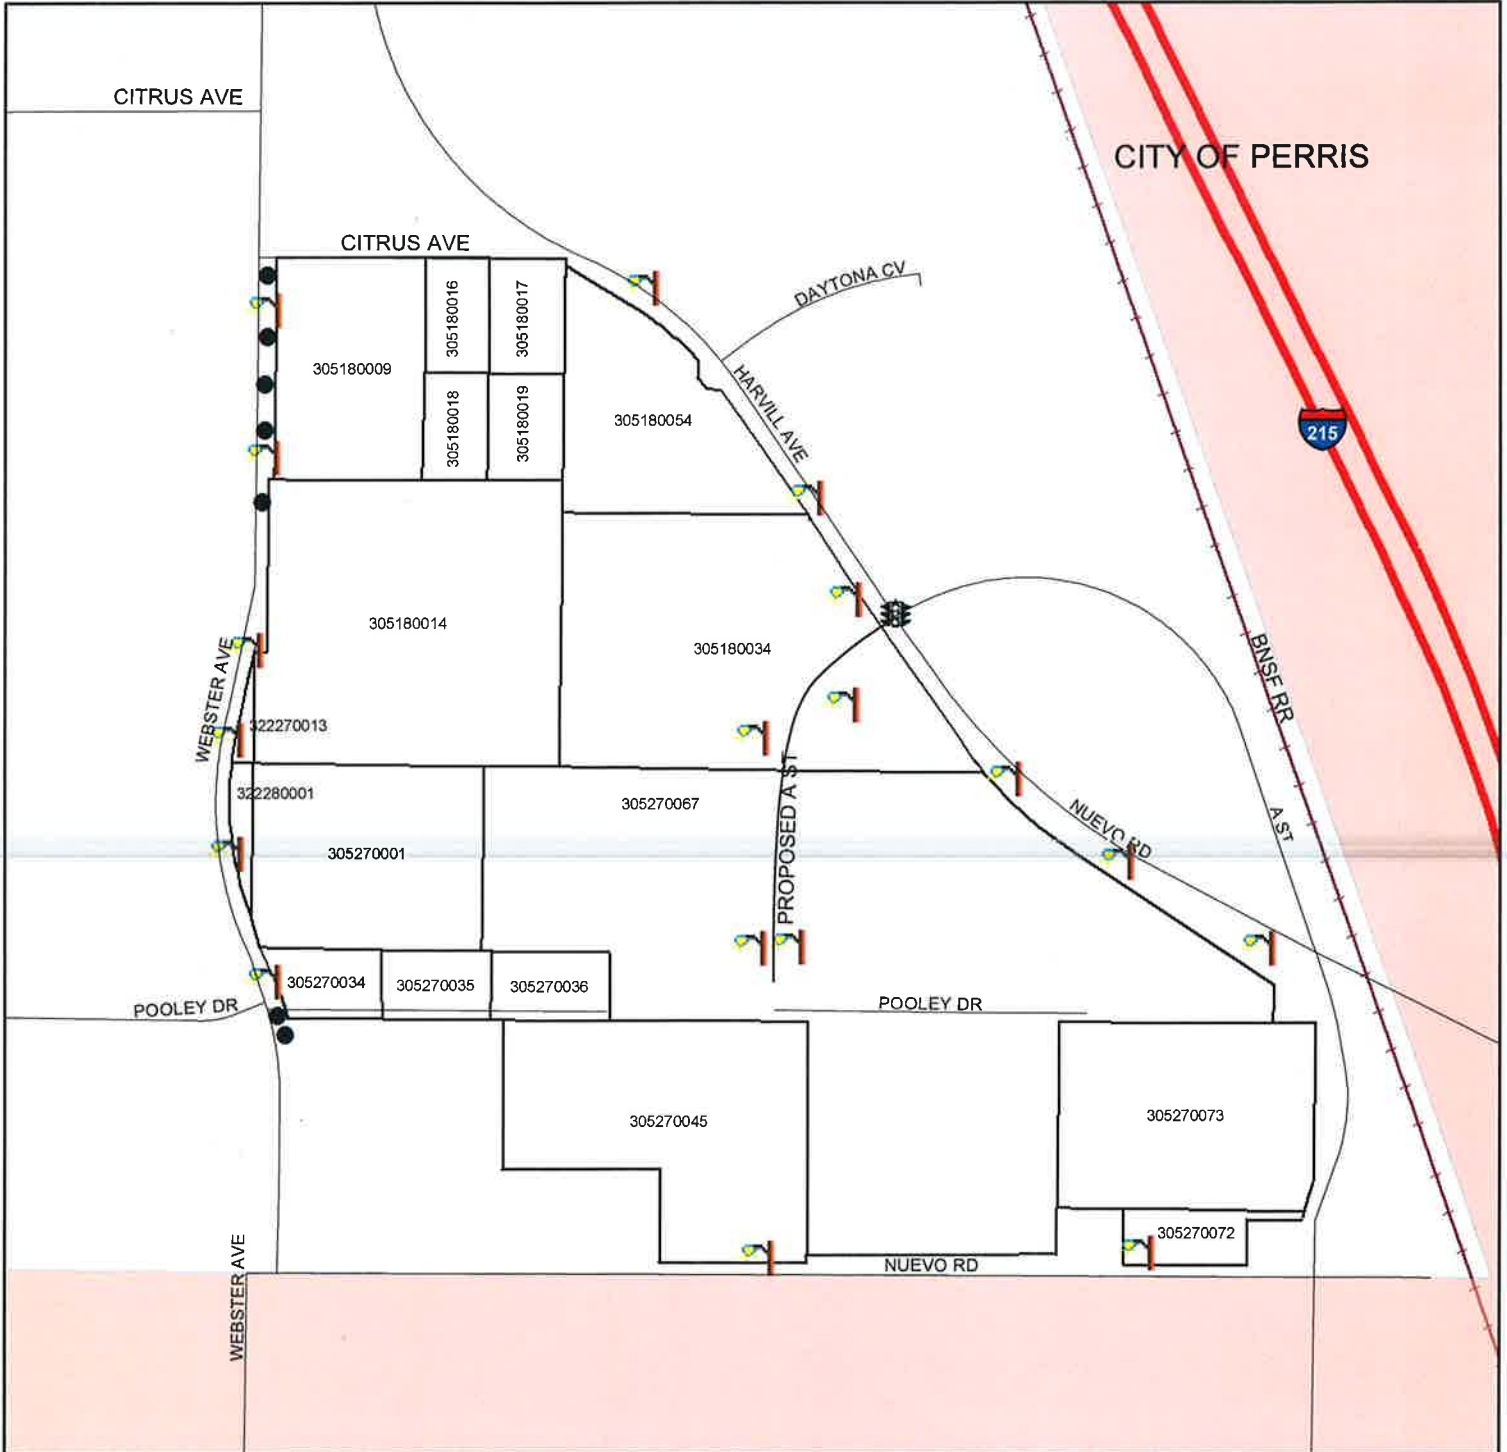 CITRUS AVE
CITY OF PERRIS
CITRUS AVE
DAYTONA CV
305180016
305180017
305180009
HARVILL AVE
305180018
305180019
305180054
215
305180014
305180034
WEBSTER AVE
BNSF RR
322270013
322280001
305270067
PROPOSED A ST
NUEVO RD
A ST
305270001
305270034
305270035
305270036
POOLEY DR
POOLEY DR
305270045
305270073
305270072
NUEVO RD
WEBSTER AVE